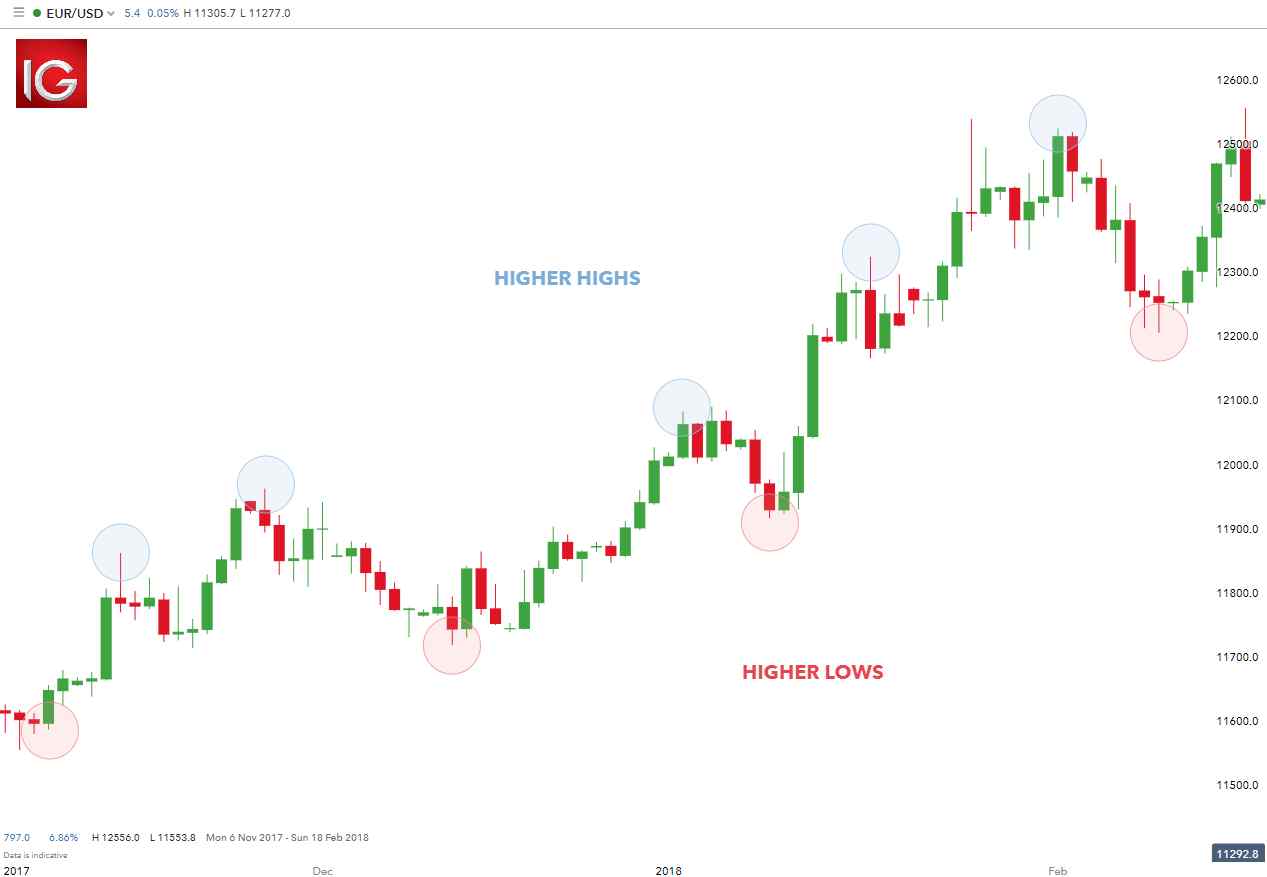 EUR/USD 5.4 0.05% H 11305.7 L 11277.0
IG
12600.0
12500.0
12400.0
HIGHER HIGHS
12300.0
12200.0
12100.0
12000.0
11900.0
11800.0
11700.0
HIGHER LOWS
11600.0
11500.0
797.0 6.86% H 12556.0 L 11553.8 Mon 6 Nov 2017 - Sun 18 Feb 2018
Data is indicative
11292.8
2017 Dec 2018 Feb